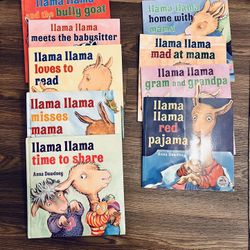 llama llama
and the bully goat
llama llama
meets the babysitter
llama llama
loves to
read
llama llama
misses
mama
llama llama
time to share
Anna Dewdney
llama llama
home with
mama
llama llama
mad at mama
llama llama
gram and grandpa
llama
llama
red
pajama